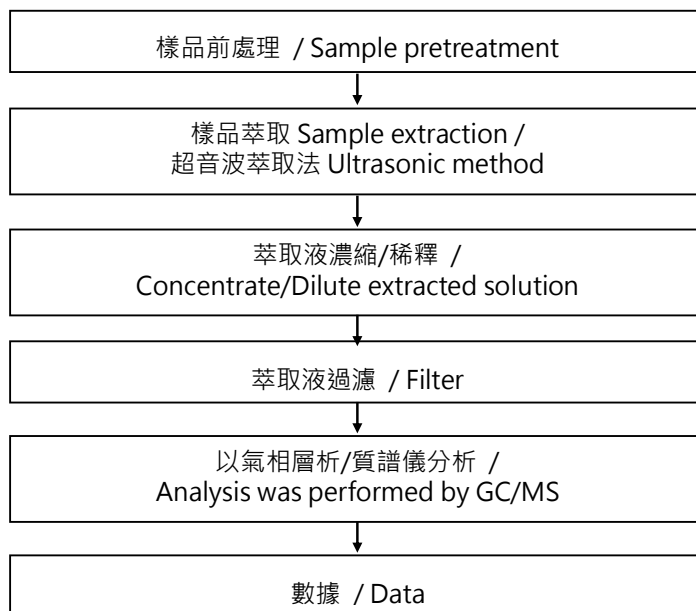 樣品前處理 / Sample pretreatment
樣品萃取 Sample extraction /
超音波萃取法 Ultrasonic method
萃取液濃縮/稀釋 /
Concentrate/Dilute extracted solution
萃取液過濾 / Filter
以氣相層析/質譜儀分析 /
Analysis was performed by GC/MS
數據 / Data